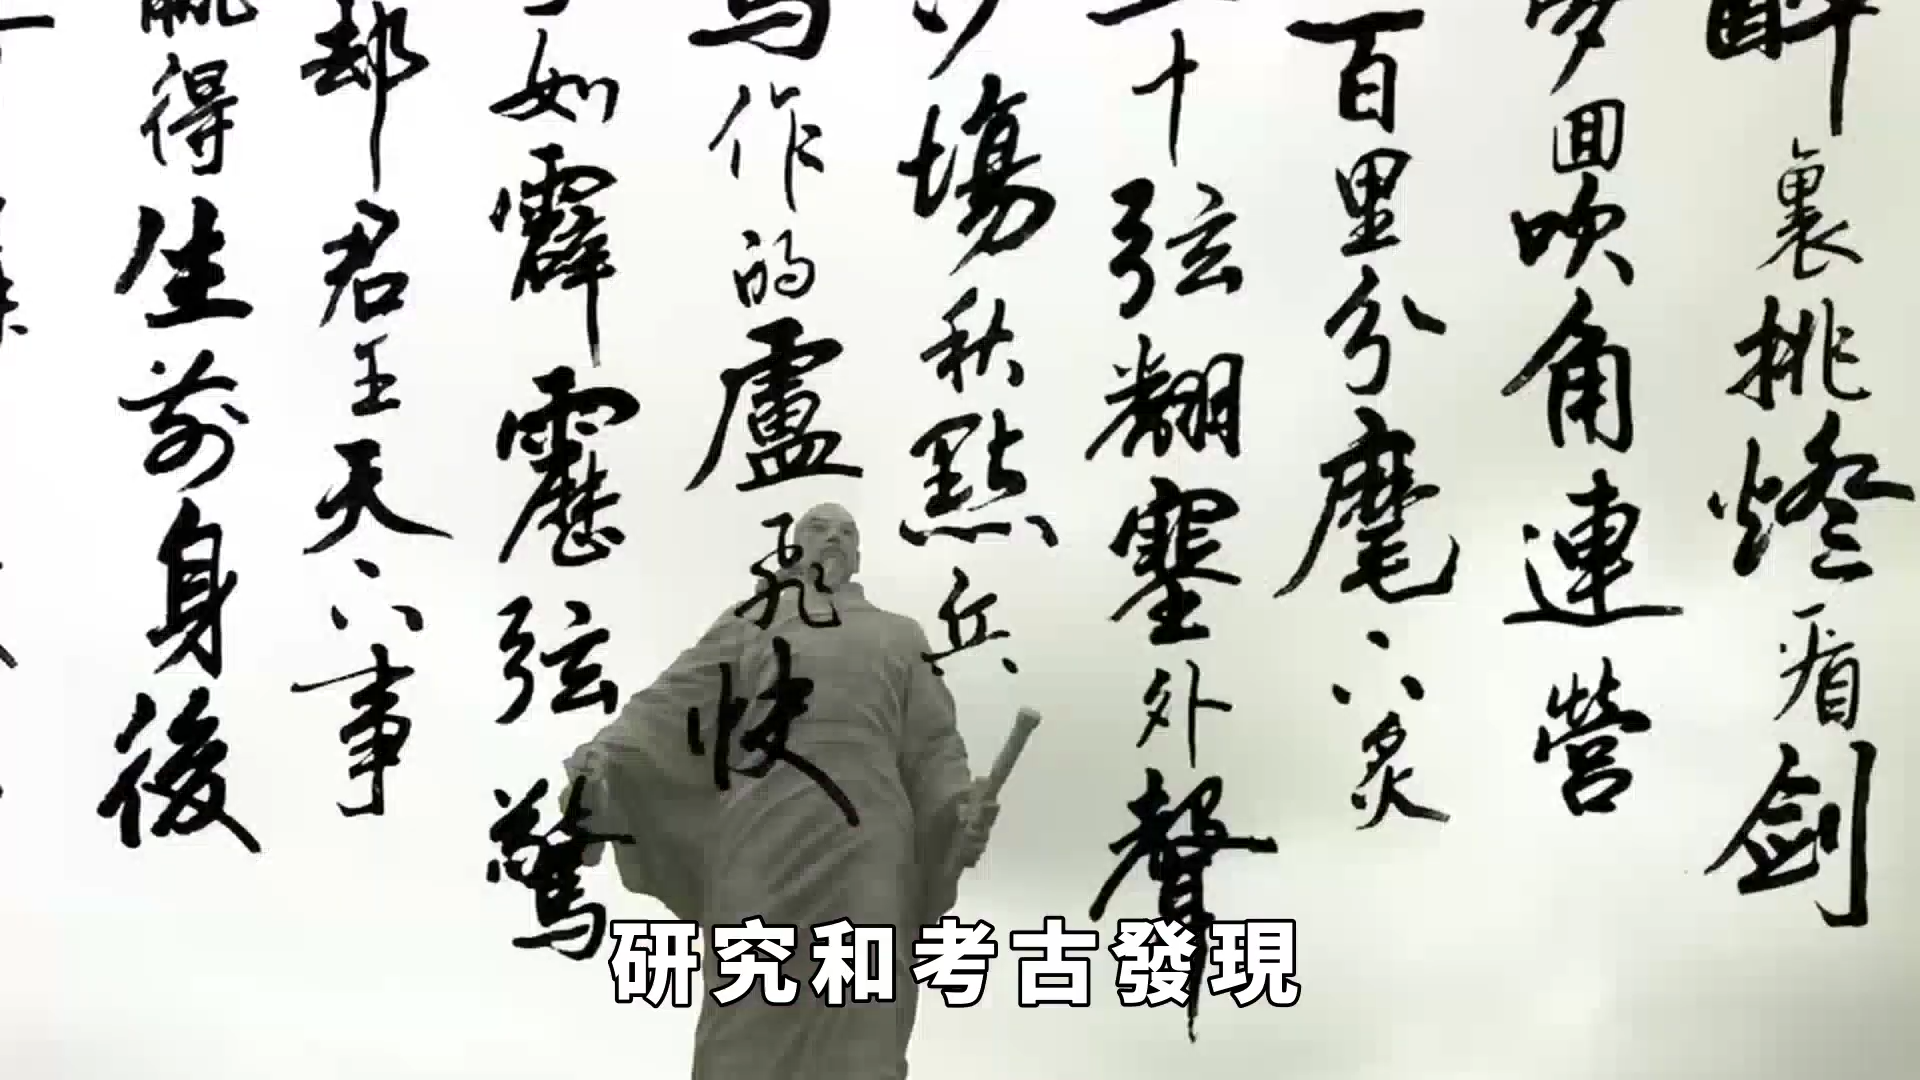 醉裏挑燈看劍
夢回吹角連營
百里分麾下炙
五十弦翻塞外聲
沙場秋點兵
馬作的盧飛快
弓如霹靂弦驚
却君王天下事
贏得生前身後
研究和考古發現